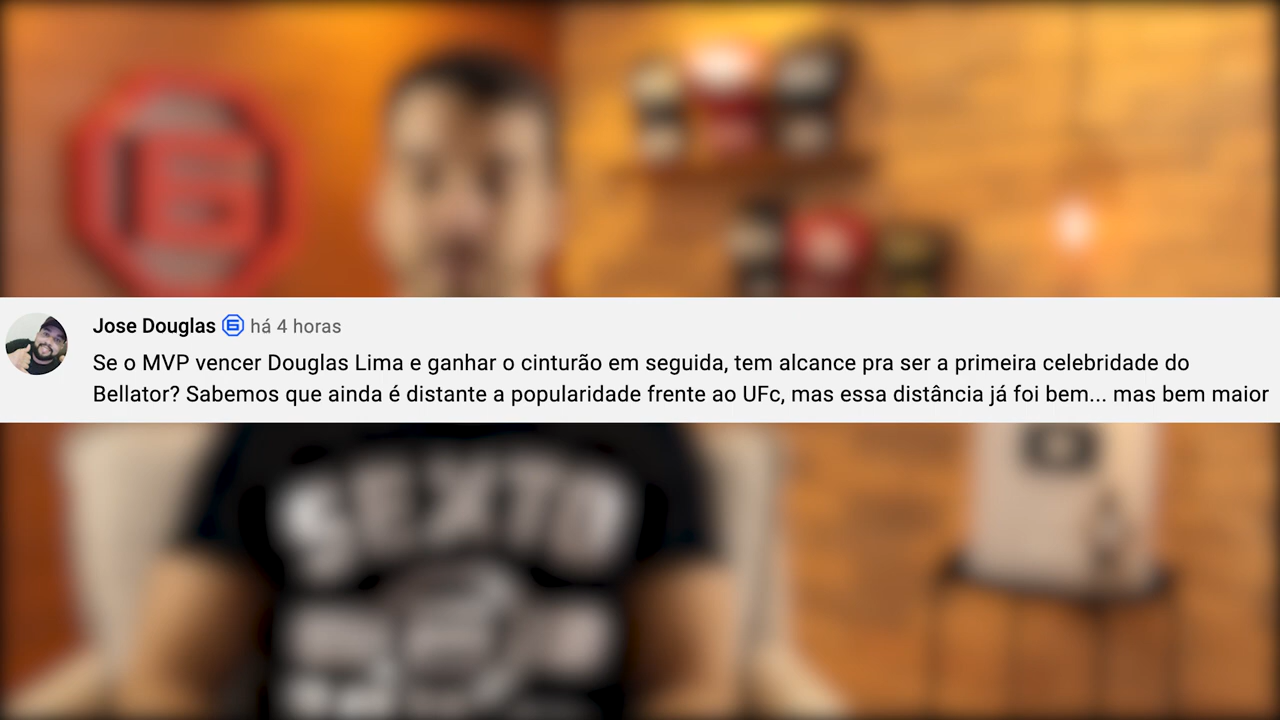 Jose Douglas há 4 horas
Se o MVP vencer Douglas Lima e ganhar o cinturão em seguida, tem alcance pra ser a primeira celebridade do
Bellator? Sabemos que ainda é distante a popularidade frente ao UFc, mas essa distância já foi bem... mas bem maior
SEXTO